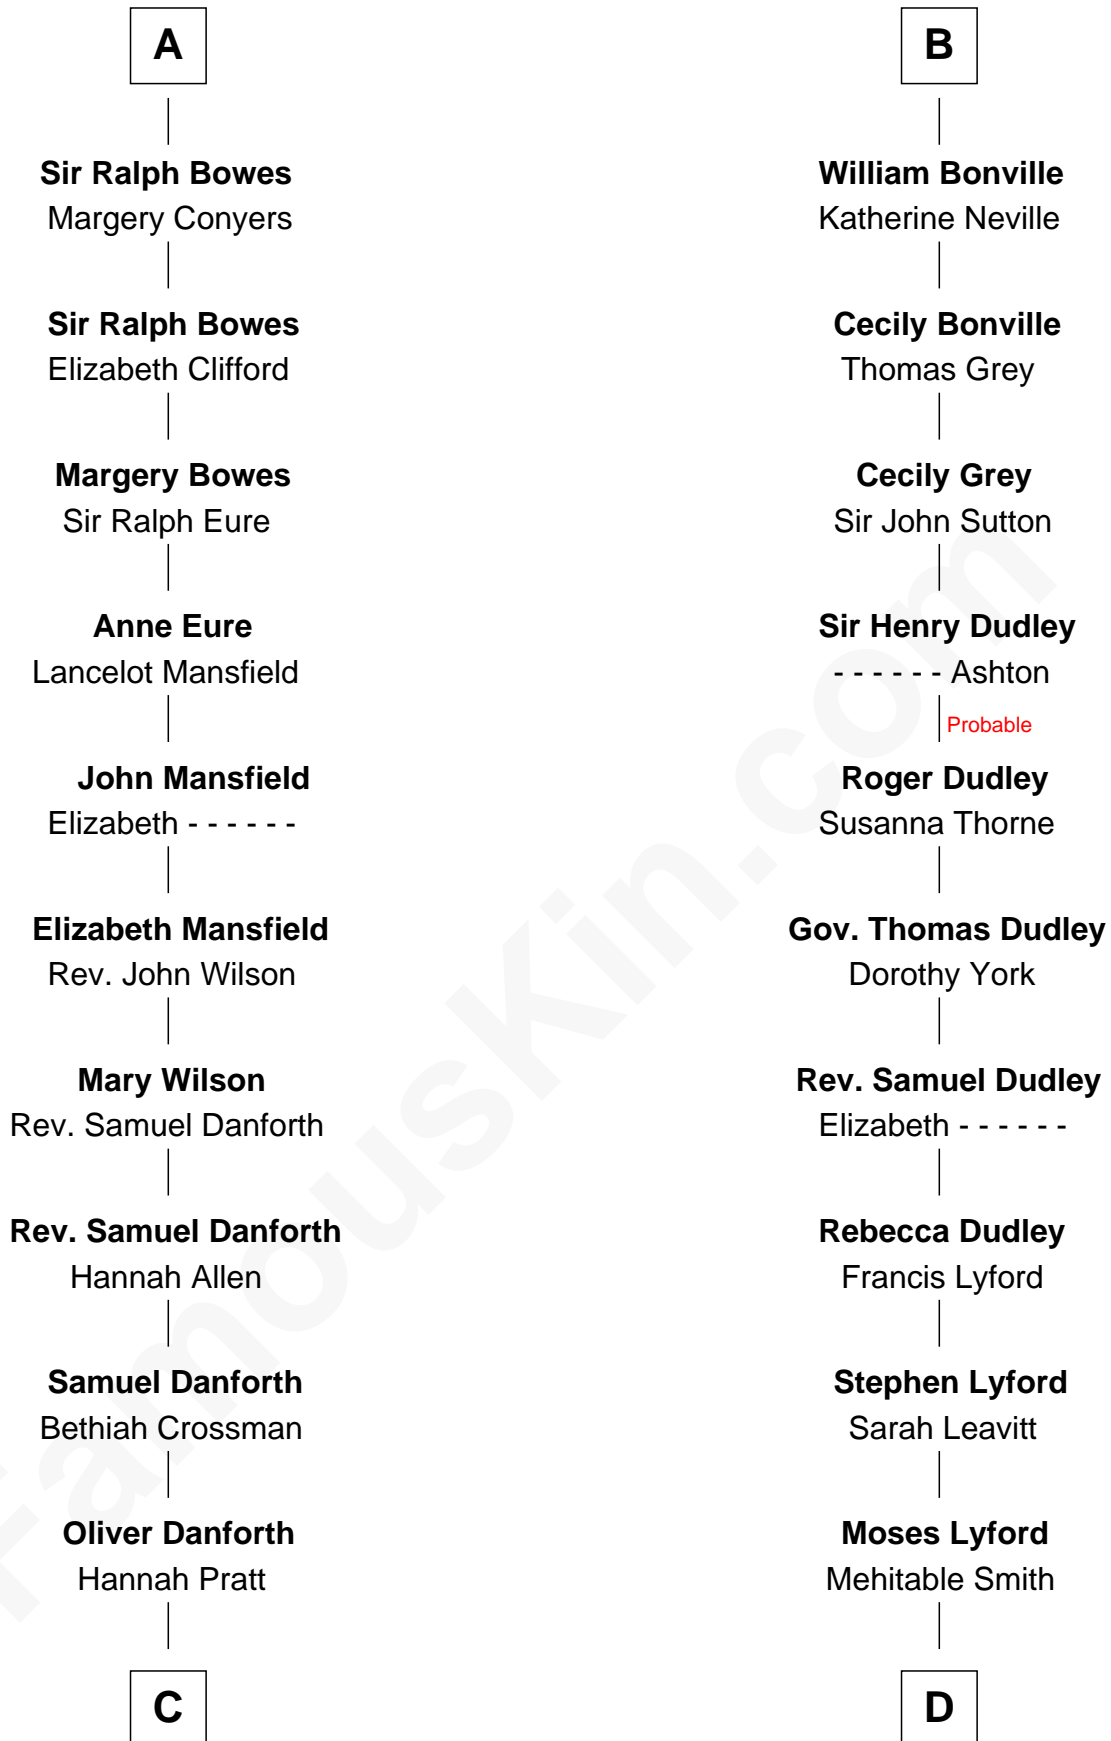 A
Sir Ralph Bowes
Margery Conyers
Sir Ralph Bowes
Elizabeth Clifford
Margery Bowes
Sir Ralph Eure
Anne Eure
Lancelot Mansfield
John Mansfield
Elizabeth - - - - - -
Elizabeth Mansfield
Rev. John Wilson
Mary Wilson
Rev. Samuel Danforth
Rev. Samuel Danforth
Hannah Allen
Samuel Danforth
Bethiah Crossman
Oliver Danforth
Hannah Pratt
C
B
William Bonville
Katherine Neville
Cecily Bonville
Thomas Grey
Cecily Grey
Sir John Sutton
Sir Henry Dudley
- - - - - - Ashton
Probable
Roger Dudley
Susanna Thorne
Gov. Thomas Dudley
Dorothy York
Rev. Samuel Dudley
Elizabeth - - - - - -
Rebecca Dudley
Francis Lyford
Stephen Lyford
Sarah Leavitt
Moses Lyford
Mehitable Smith
D
FamousKin.com